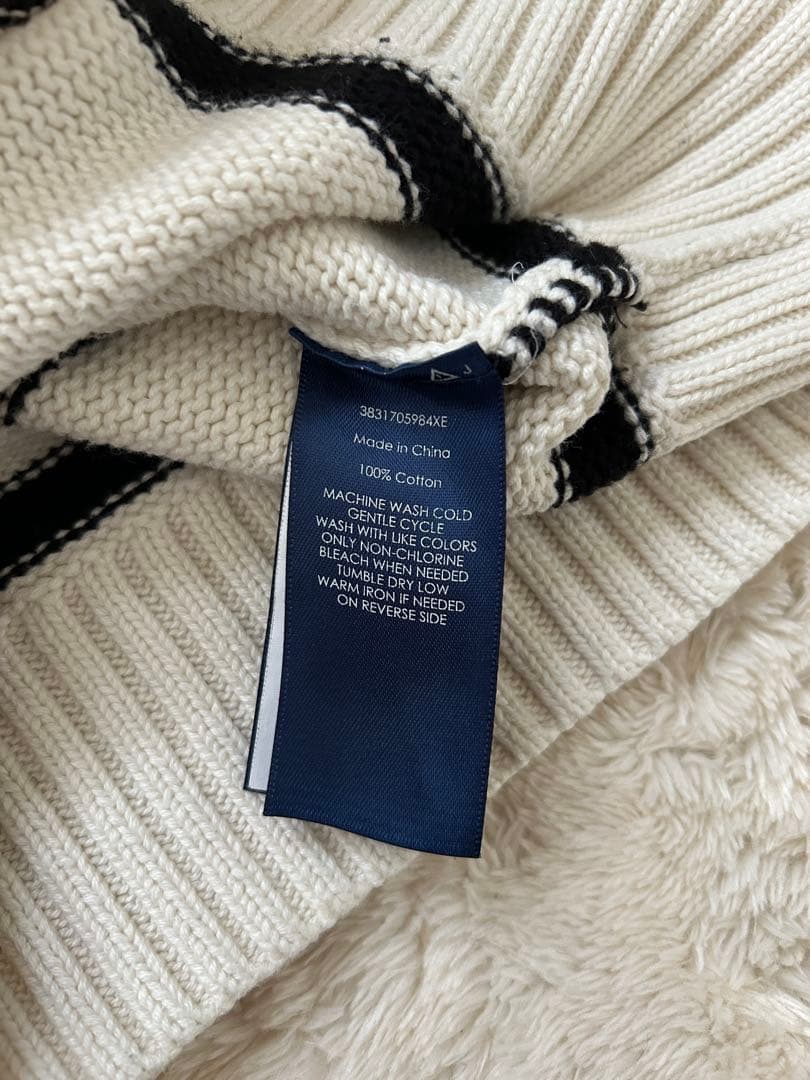 3831705984XE
Made in China
100% Cotton
MACHINE WASH COLD
GENTLE CYCLE
WASH WITH LIKE COLORS
ONLY NON-CHLORINE
BLEACH WHEN NEEDED
TUMBLE DRY LOW
WARM IRON IF NEEDED
ON REVERSE SIDE